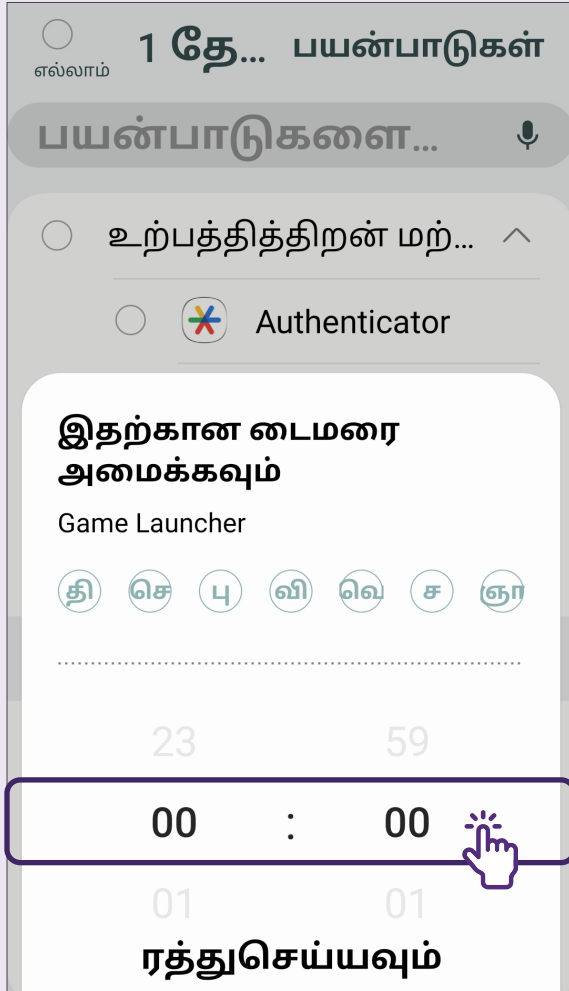 எல்லாம்
1 தே... பயன்பாடுகள்
பயன்பாடுகளை...
உற்பத்தித்திறன் மற்...
Authenticator
இதற்கான டைமரை
அமைக்கவும்
Game Launcher
தி செ பு வி வெ ச ஞா
23 59
00 : 00
01 01
ரத்துசெய்யவும்